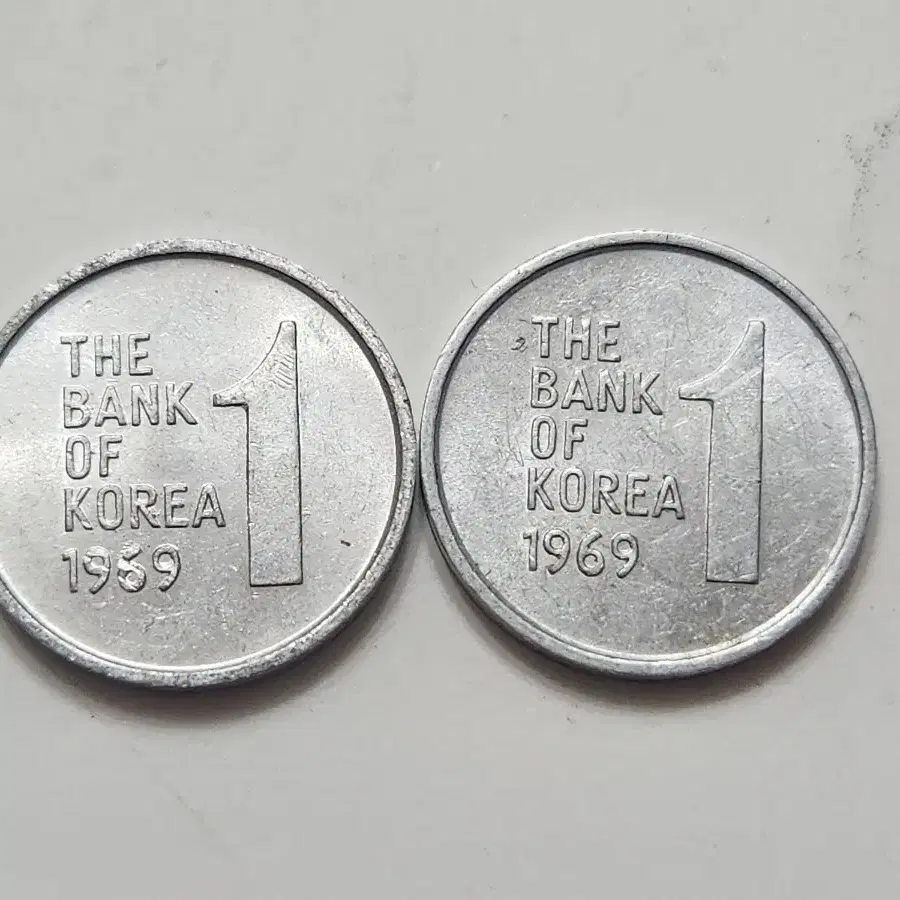 THE
BANK
OF
KOREA
1969
1
THE
BANK
OF
KOREA
1969
1